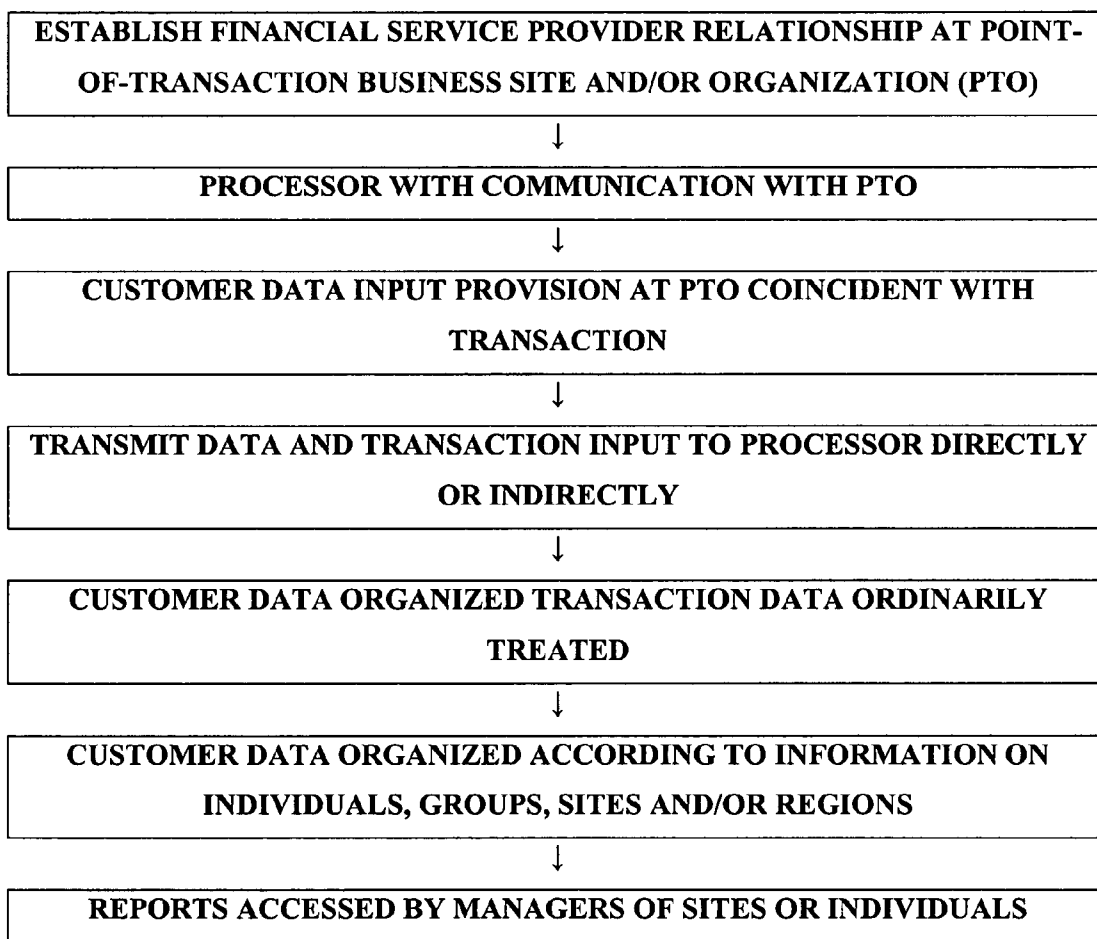 ESTABLISH FINANCIAL SERVICE PROVIDER RELATIONSHIP AT POINT-
OF-TRANSACTION BUSINESS SITE AND/OR ORGANIZATION (PTO)
↓
PROCESSOR WITH COMMUNICATION WITH PTO
↓
CUSTOMER DATA INPUT PROVISION AT PTO COINCIDENT WITH
TRANSACTION
↓
TRANSMIT DATA AND TRANSACTION INPUT TO PROCESSOR DIRECTLY
OR INDIRECTLY
↓
CUSTOMER DATA ORGANIZED TRANSACTION DATA ORDINARILY
TREATED
↓
CUSTOMER DATA ORGANIZED ACCORDING TO INFORMATION ON
INDIVIDUALS, GROUPS, SITES AND/OR REGIONS
↓
REPORTS ACCESSED BY MANAGERS OF SITES OR INDIVIDUALS